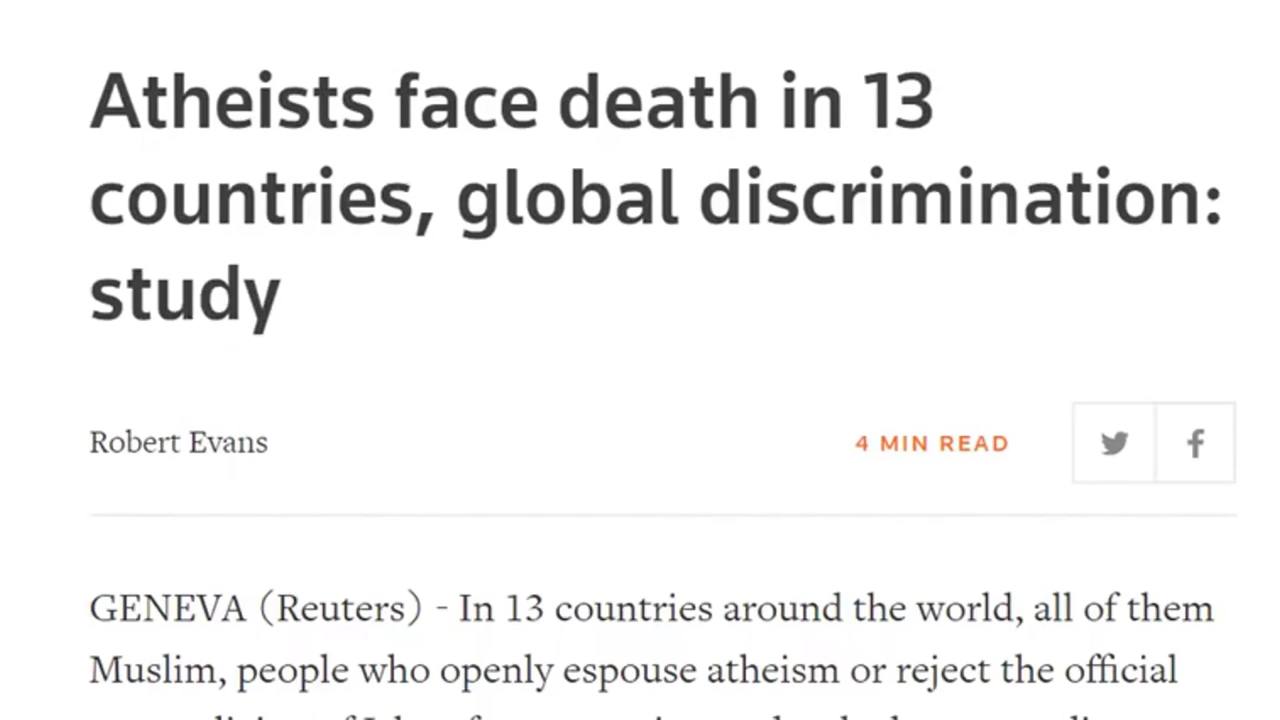 Atheists face death in 13
countries, global discrimination:
study
Robert Evans
4 MIN READ
GENEVA (Reuters) - In 13 countries around the world, all of them
Muslim, people who openly espouse atheism or reject the official